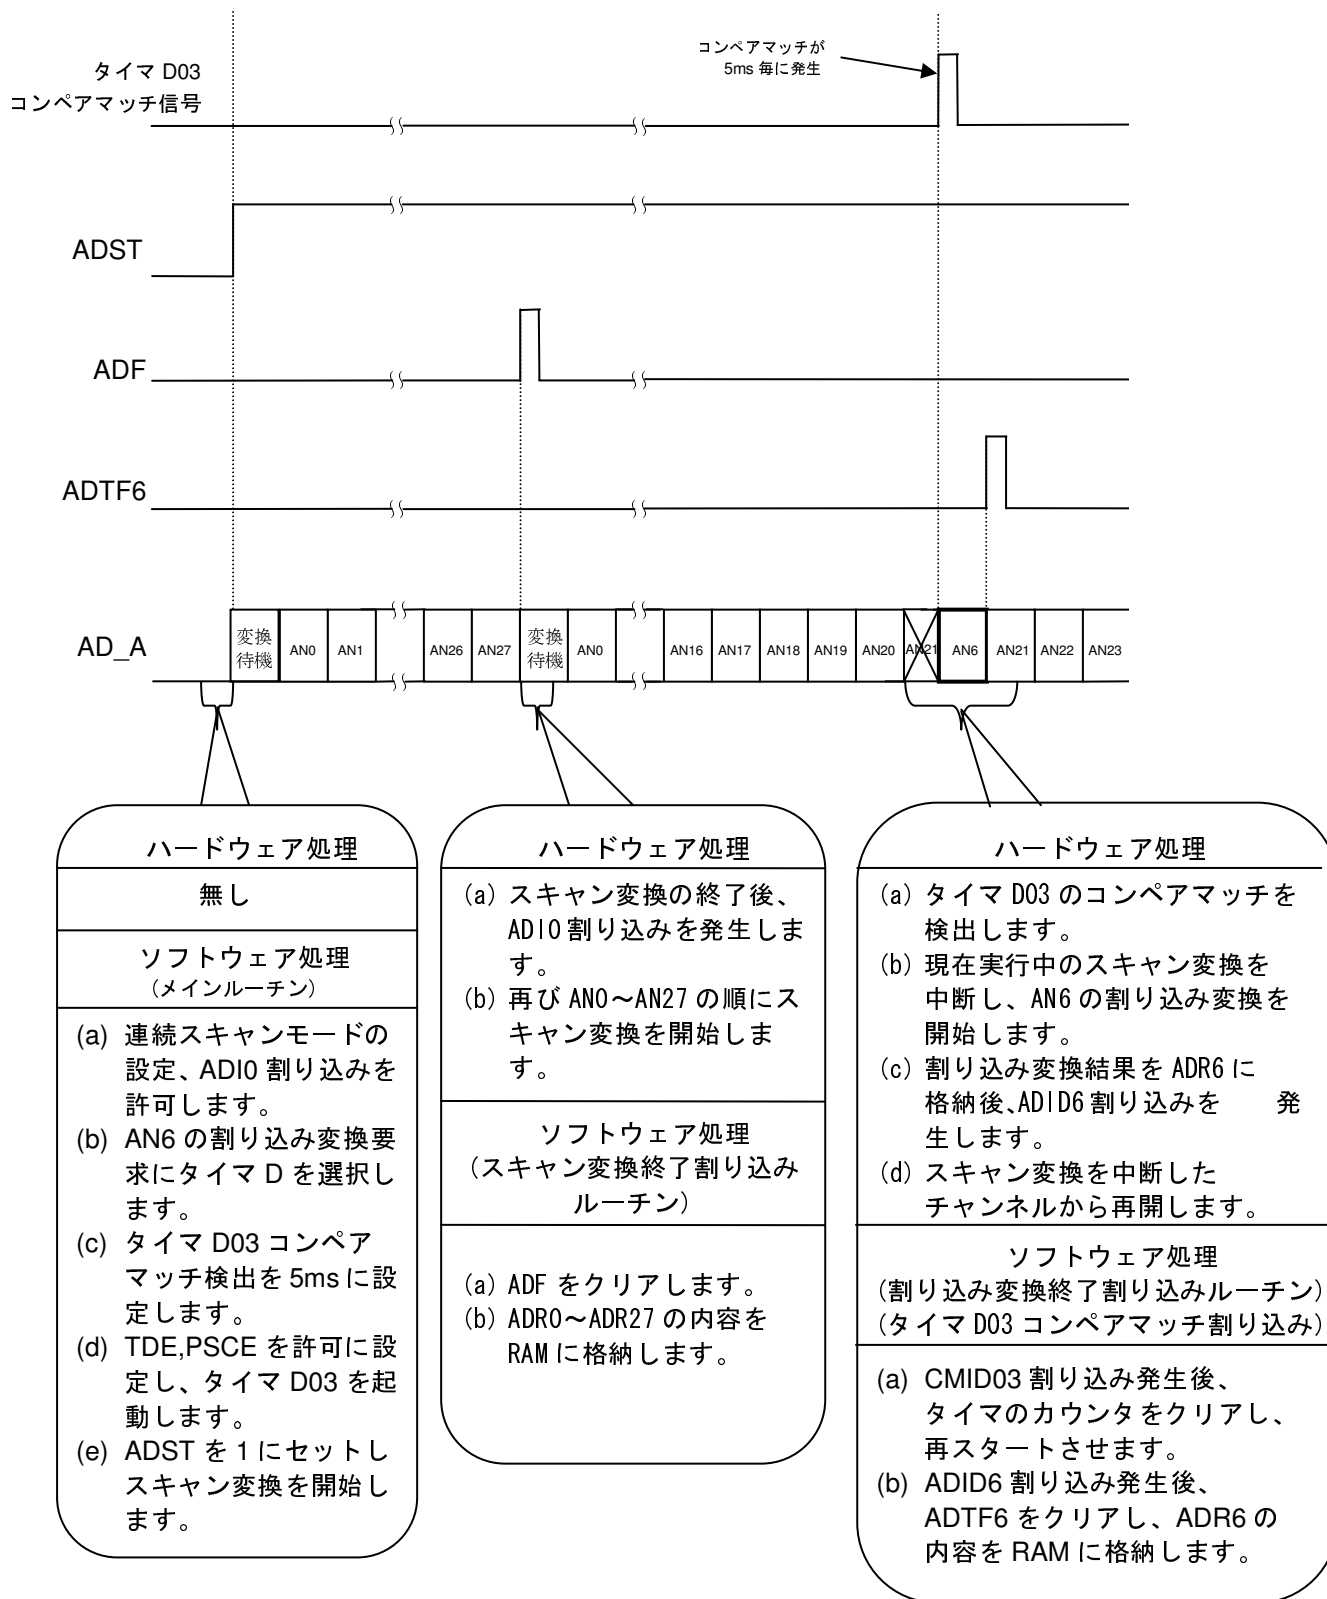 コンペアマッチが
5ms 毎に発生
タイマ D03
コンペアマッチ信号
ADST
ADF
ADTF6
AD_A
変換
待機
AN0
AN1
AN26
AN27
変換
待機
AN0
AN16
AN17
AN18
AN19
AN20
AN21
AN6
AN21
AN22
AN23
ハードウェア処理
無し
ソフトウェア処理
(メインルーチン)
(a) 連続スキャンモードの
設定、ADI0 割り込みを
許可します。
(b) AN6 の割り込み変換要
求にタイマ D を選択し
ます。
(c) タイマ D03 コンペア
マッチ検出を 5ms に設
定します。
(d) TDE,PSCE を許可に設
定し、タイマ D03 を起
動します。
(e) ADST を 1 にセットし
スキャン変換を開始し
ます。
ハードウェア処理
(a) スキャン変換の終了後、
ADI0 割り込みを発生しま
す。
(b) 再び AN0～AN27 の順にス
キャン変換を開始しま
す。
ソフトウェア処理
(スキャン変換終了割り込み
ルーチン)
(a) ADF をクリアします。
(b) ADR0～ADR27 の内容を
RAM に格納します。
ハードウェア処理
(a) タイマ D03 のコンペアマッチを
検出します。
(b) 現在実行中のスキャン変換を
中断し、AN6 の割り込み変換を
開始します。
(c) 割り込み変換結果を ADR6 に
格納後、ADID6 割り込みを 発
生します。
(d) スキャン変換を中断した
チャンネルから再開します。
ソフトウェア処理
(割り込み変換終了割り込みルーチン)
(タイマ D03 コンペアマッチ割り込み)
(a) CMID03 割り込み発生後、
タイマのカウンタをクリアし、
再スタートさせます。
(b) ADID6 割り込み発生後、
ADTF6 をクリアし、ADR6 の
内容を RAM に格納します。